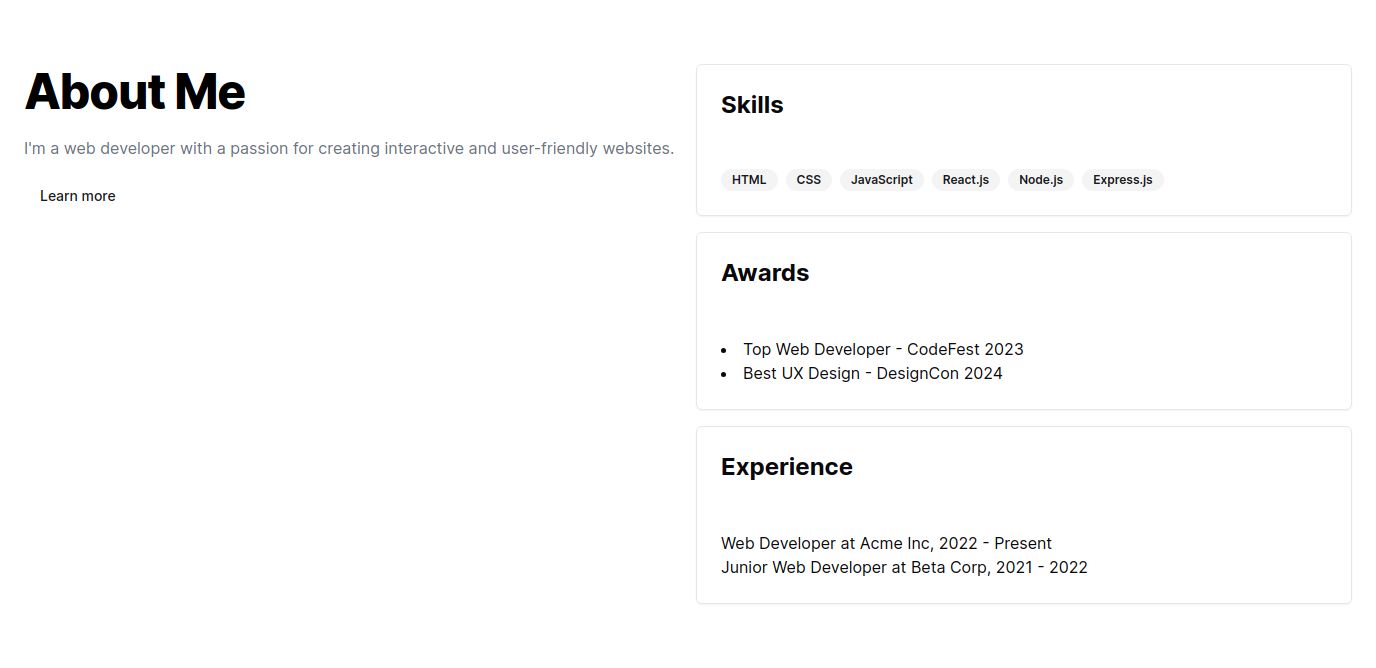 About Me
I'm a web developer with a passion for creating interactive and user-friendly websites.
Learn more
Skills
HTML CSS JavaScript React.js Node.js Express.js
Awards
• Top Web Developer - CodeFest 2023
• Best UX Design - DesignCon 2024
Experience
Web Developer at Acme Inc, 2022 - Present
Junior Web Developer at Beta Corp, 2021 - 2022